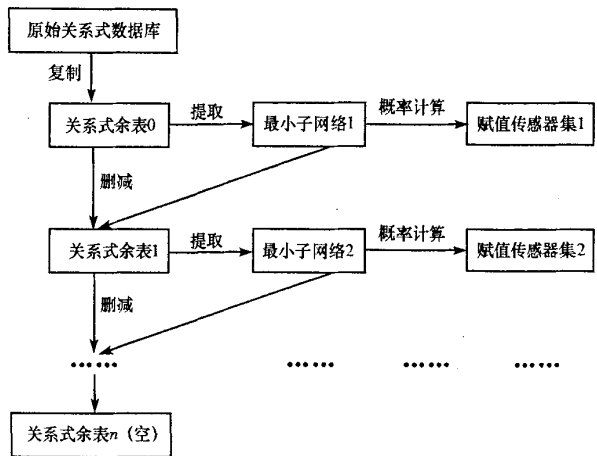 原始关系式数据库
复制
关系式余表0
提取
最小子网络1
概率计算
赋值传感器集1
删减
关系式余表1
提取
最小子网络2
概率计算
赋值传感器集2
删减
…… …… …… ……
关系式余表n（空）